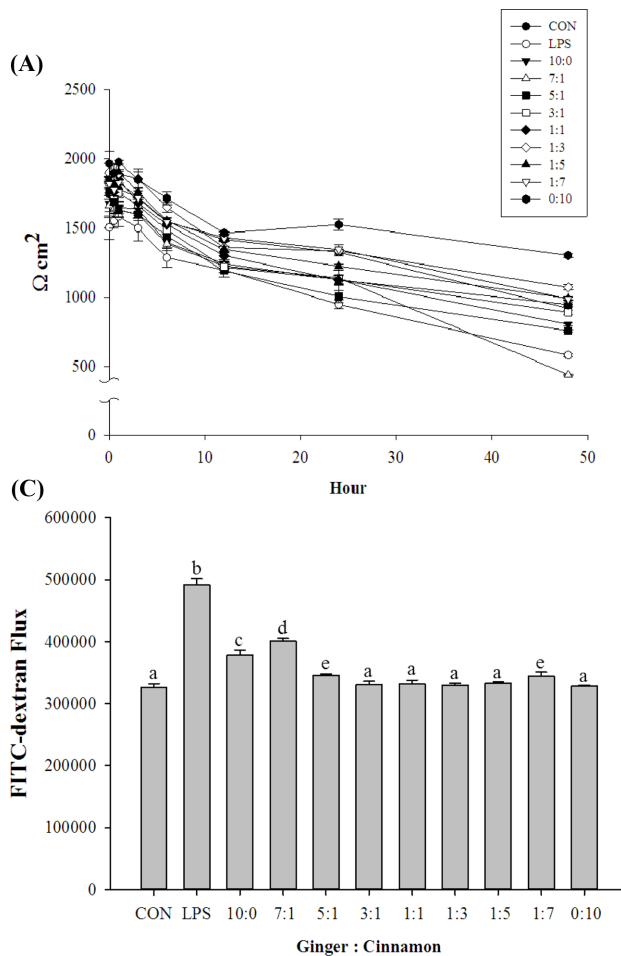 (A)
CON
LPS
10:0
7:1
5:1
3:1
1:1
1:3
1:5
1:7
0:10
2500
2000
1500
1000
500
0
Ω cm²
0 10 20 30 40 50
Hour
(C)
600000
500000
400000
300000
200000
100000
0
FITC-dextran Flux
a b c d e a a a a e a
CON LPS 10:0 7:1 5:1 3:1 1:1 1:3 1:5 1:7 0:10
Ginger : Cinnamon